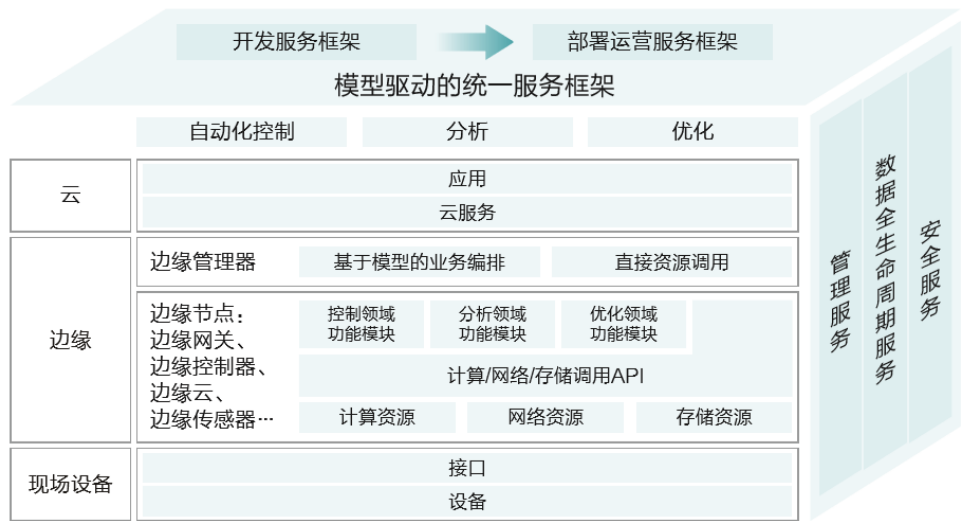 开发服务框架
部署运营服务框架
模型驱动的统一服务框架
自动化控制
分析
优化
云
应用
云服务
边缘
边缘管理器
基于模型的业务编排
直接资源调用
边缘节点：
边缘网关、
边缘控制器、
边缘云、
边缘传感器…
控制领域
功能模块
分析领域
功能模块
优化领域
功能模块
计算/网络/存储调用API
计算资源
网络资源
存储资源
现场设备
接口
设备
管理服务
数据全生命周期服务
安全服务